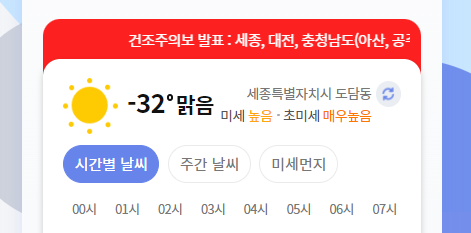 건조주의보 발표 : 세종, 대전, 충청남도(아산, 공주
-32° 맑음
세종특별자치시 도담동
미세 높음 · 초미세 매우높음
시간별 날씨 주간 날씨 미세먼지
00시 01시 02시 03시 04시 05시 06시 07시